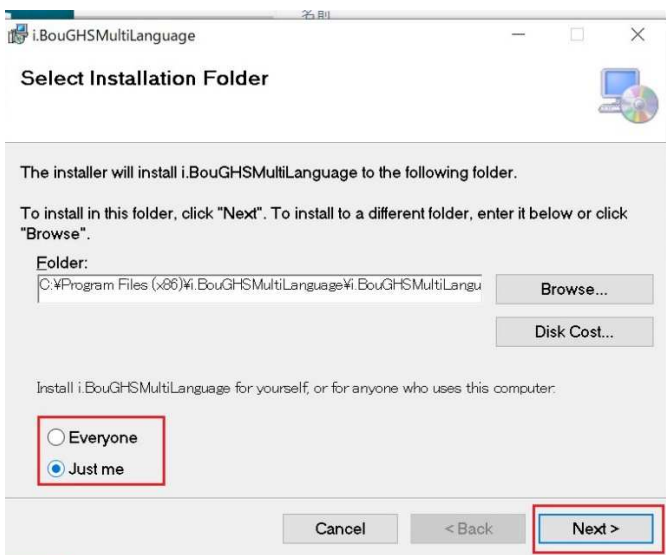 名前
i.BouGHSMultiLanguage
Select Installation Folder
The installer will install i.BouGHSMultiLanguage to the following folder.
To install in this folder, click "Next". To install to a different folder, enter it below or click
"Browse".
Folder:
C:¥Program Files (x86)¥i.BouGHSMultiLanguage¥i.BouGHSMultiLangu
Browse...
Disk Cost...
Install i.BouGHSMultiLanguage for yourself, or for anyone who uses this computer:
Everyone
Just me
Cancel
< Back
Next >